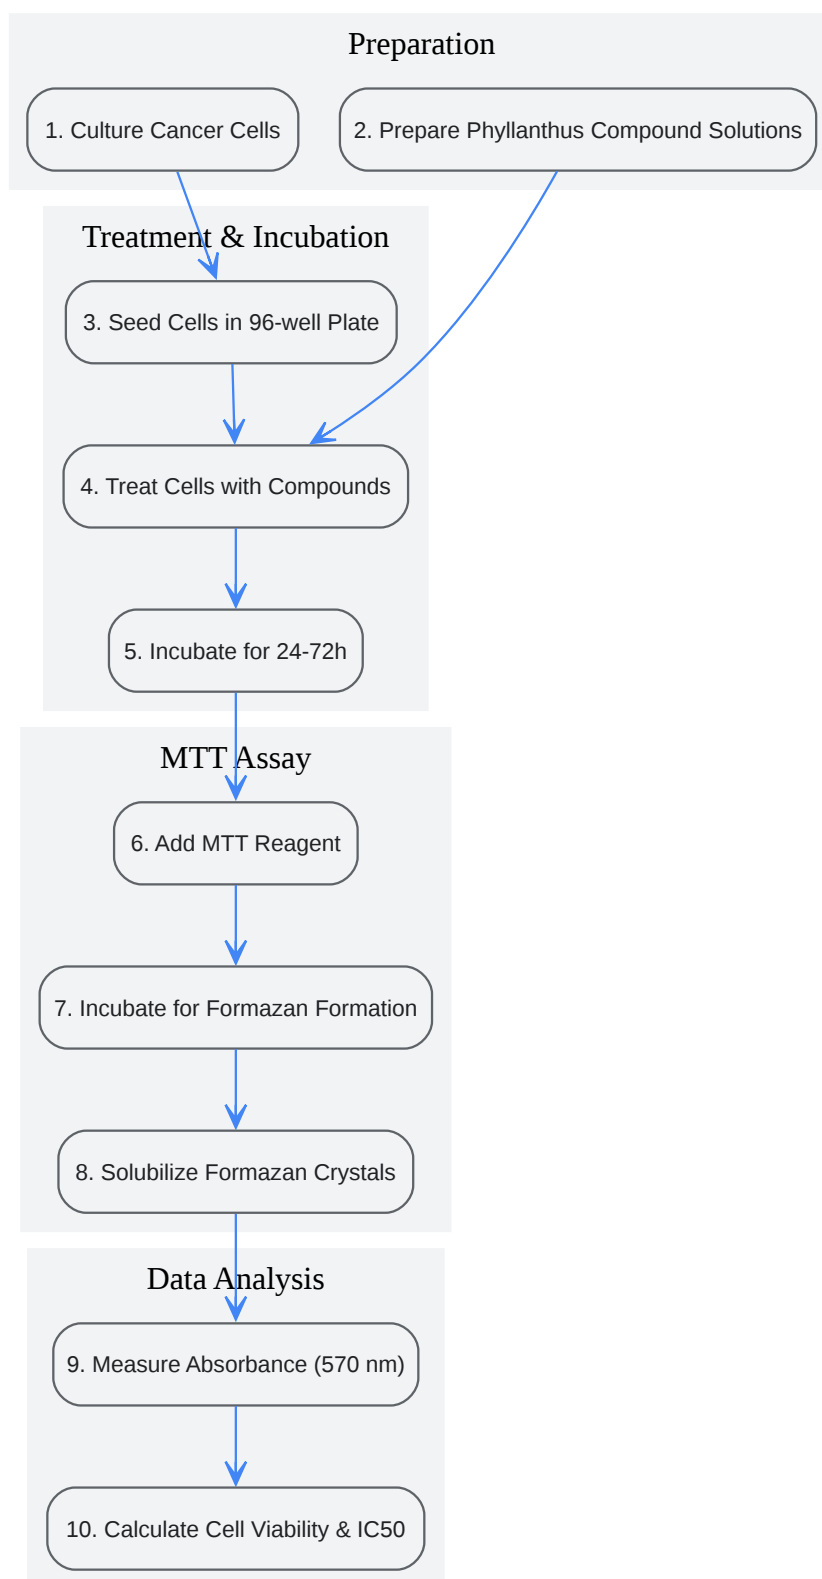 Preparation
1. Culture Cancer Cells
2. Prepare Phyllanthus Compound Solutions
Treatment & Incubation
3. Seed Cells in 96-well Plate
4. Treat Cells with Compounds
5. Incubate for 24-72h
MTT Assay
6. Add MTT Reagent
7. Incubate for Formazan Formation
8. Solubilize Formazan Crystals
Data Analysis
9. Measure Absorbance (570 nm)
10. Calculate Cell Viability & IC50